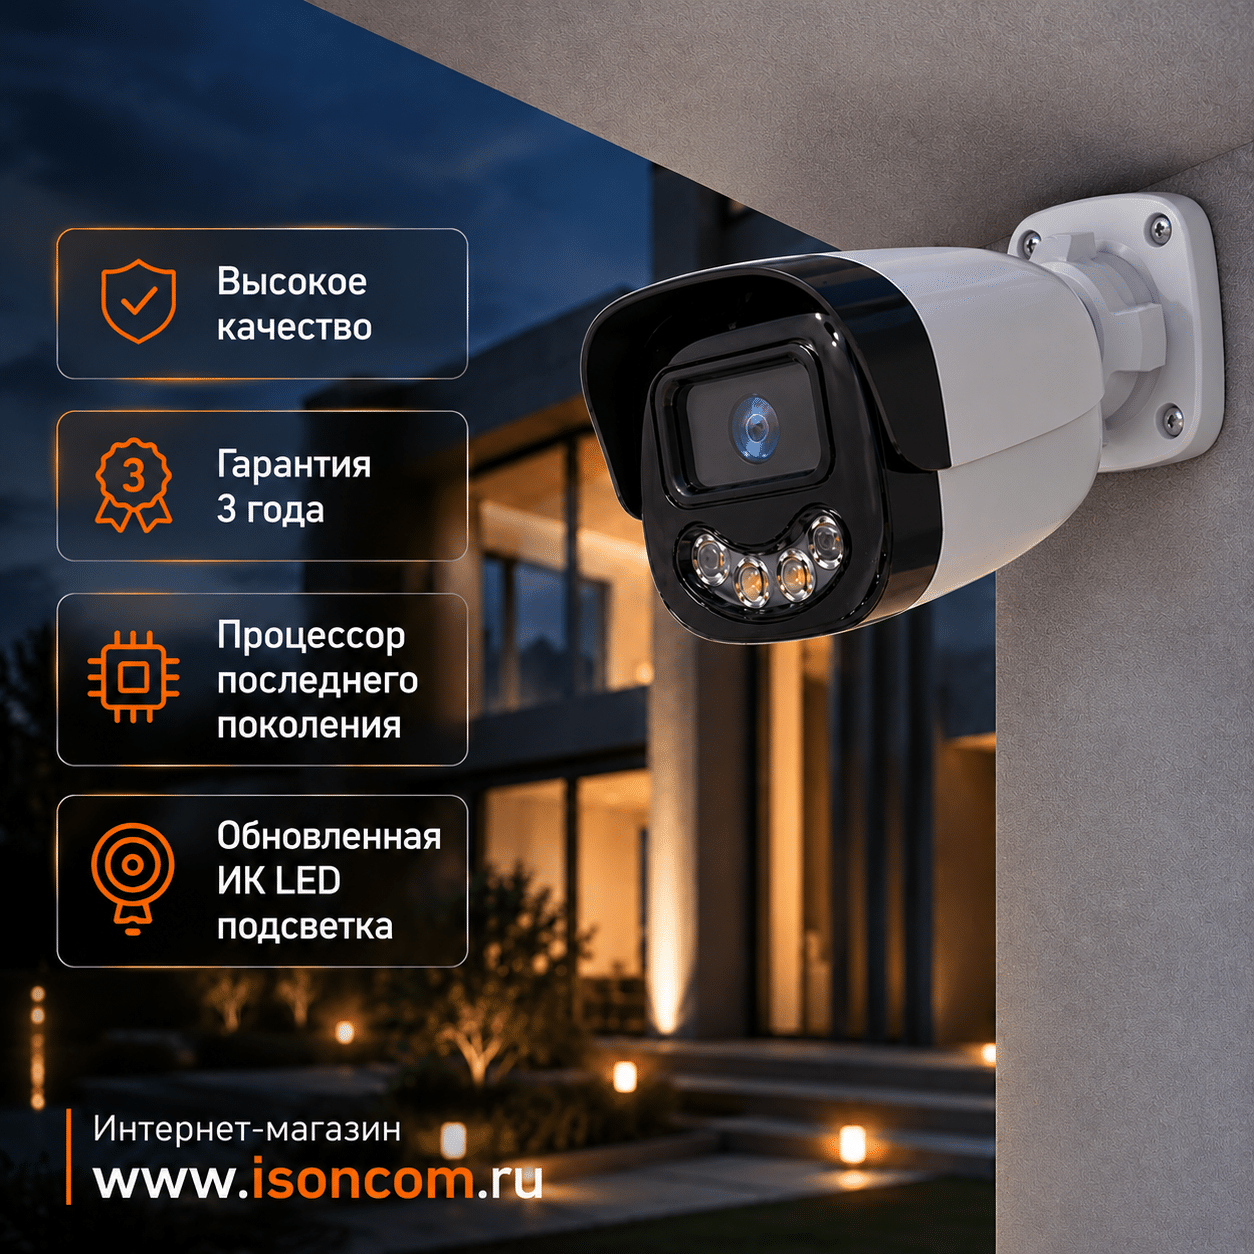 Высокое
качество
3
Гарантия
3 года
Процессор
последнего
поколения
Обновленная
ИК LED
подсветка
Интернет-магазин
www.isoncom.ru